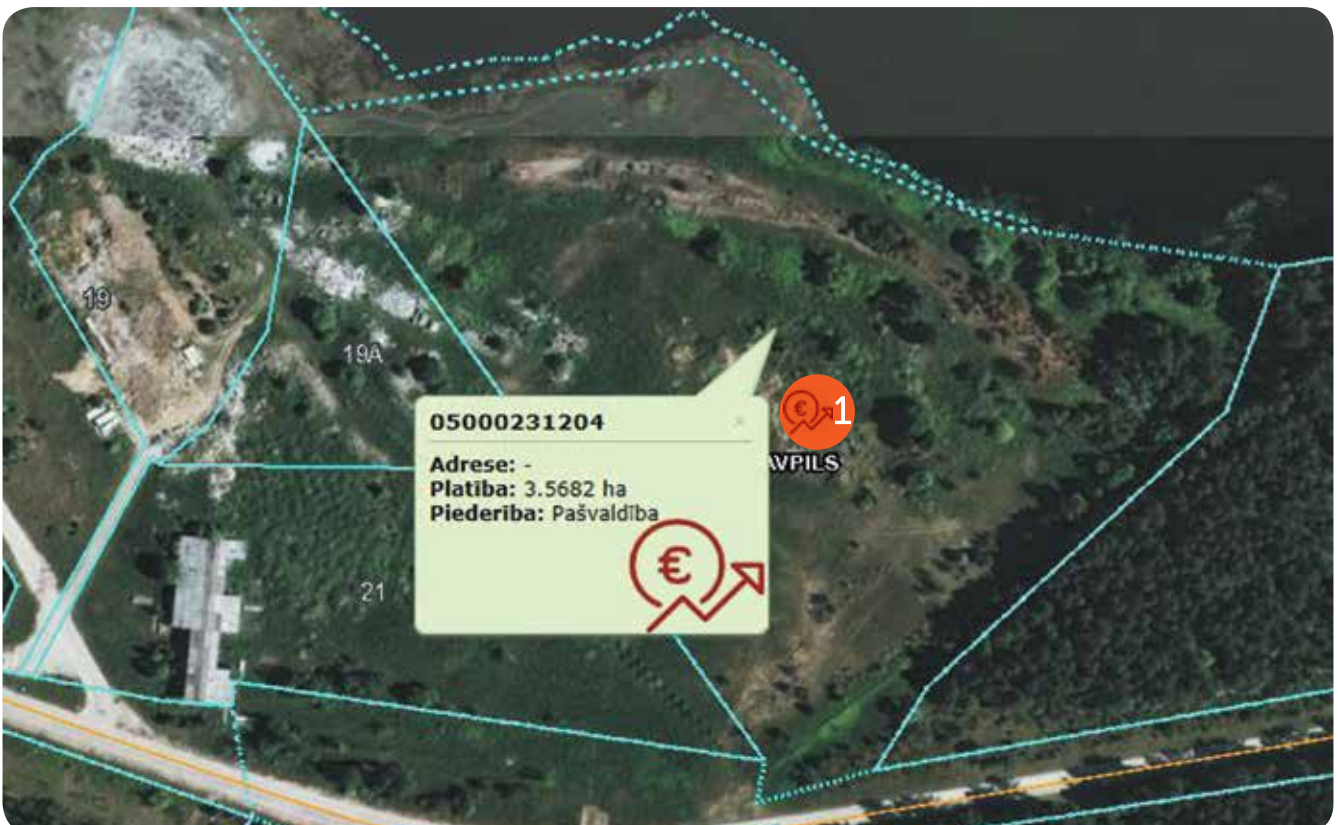 19
19A
05000231204
Adrese: -
Platība: 3.5682 ha
Piederība: Pašvaldība
€
€ 1
AVPILS
21